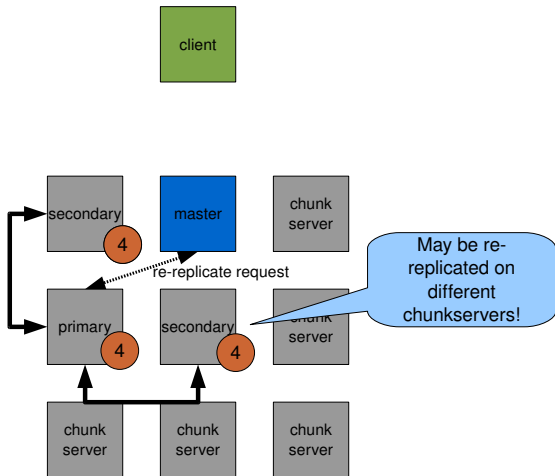 client
secondary
4
master
chunk
server
re-replicate request
May be re-
replicated on
different
chunkservers!
primary
4
secondary
4
chunk
server
chunk
server
chunk
server
chunk
server